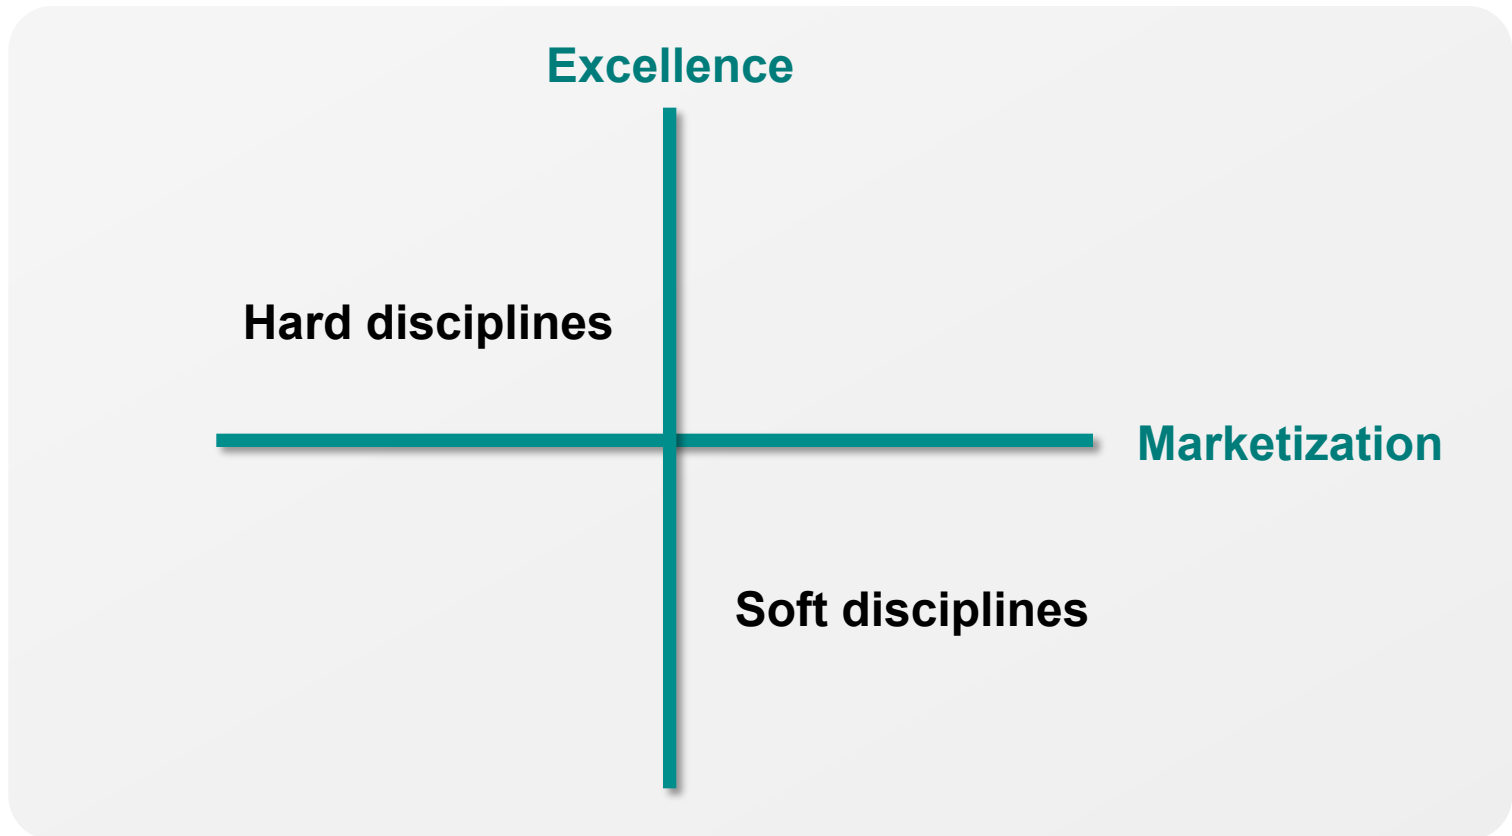 Excellence
Hard disciplines
Marketization
Soft disciplines